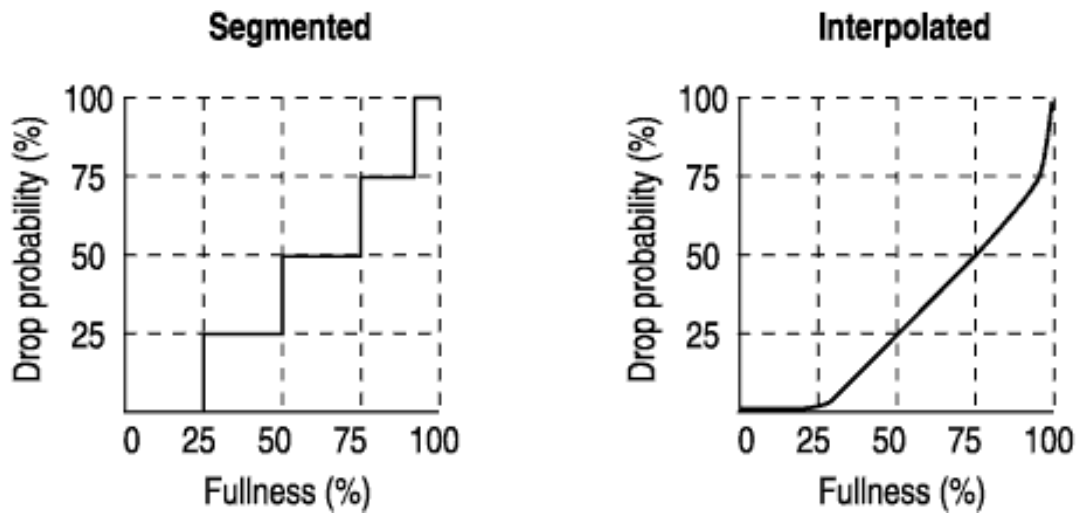 Segmented
Drop probability (%)
100
75
50
25
0 25 50 75 100
Fullness (%)
Interpolated
Drop probability (%)
100
75
50
25
0 25 50 75 100
Fullness (%)